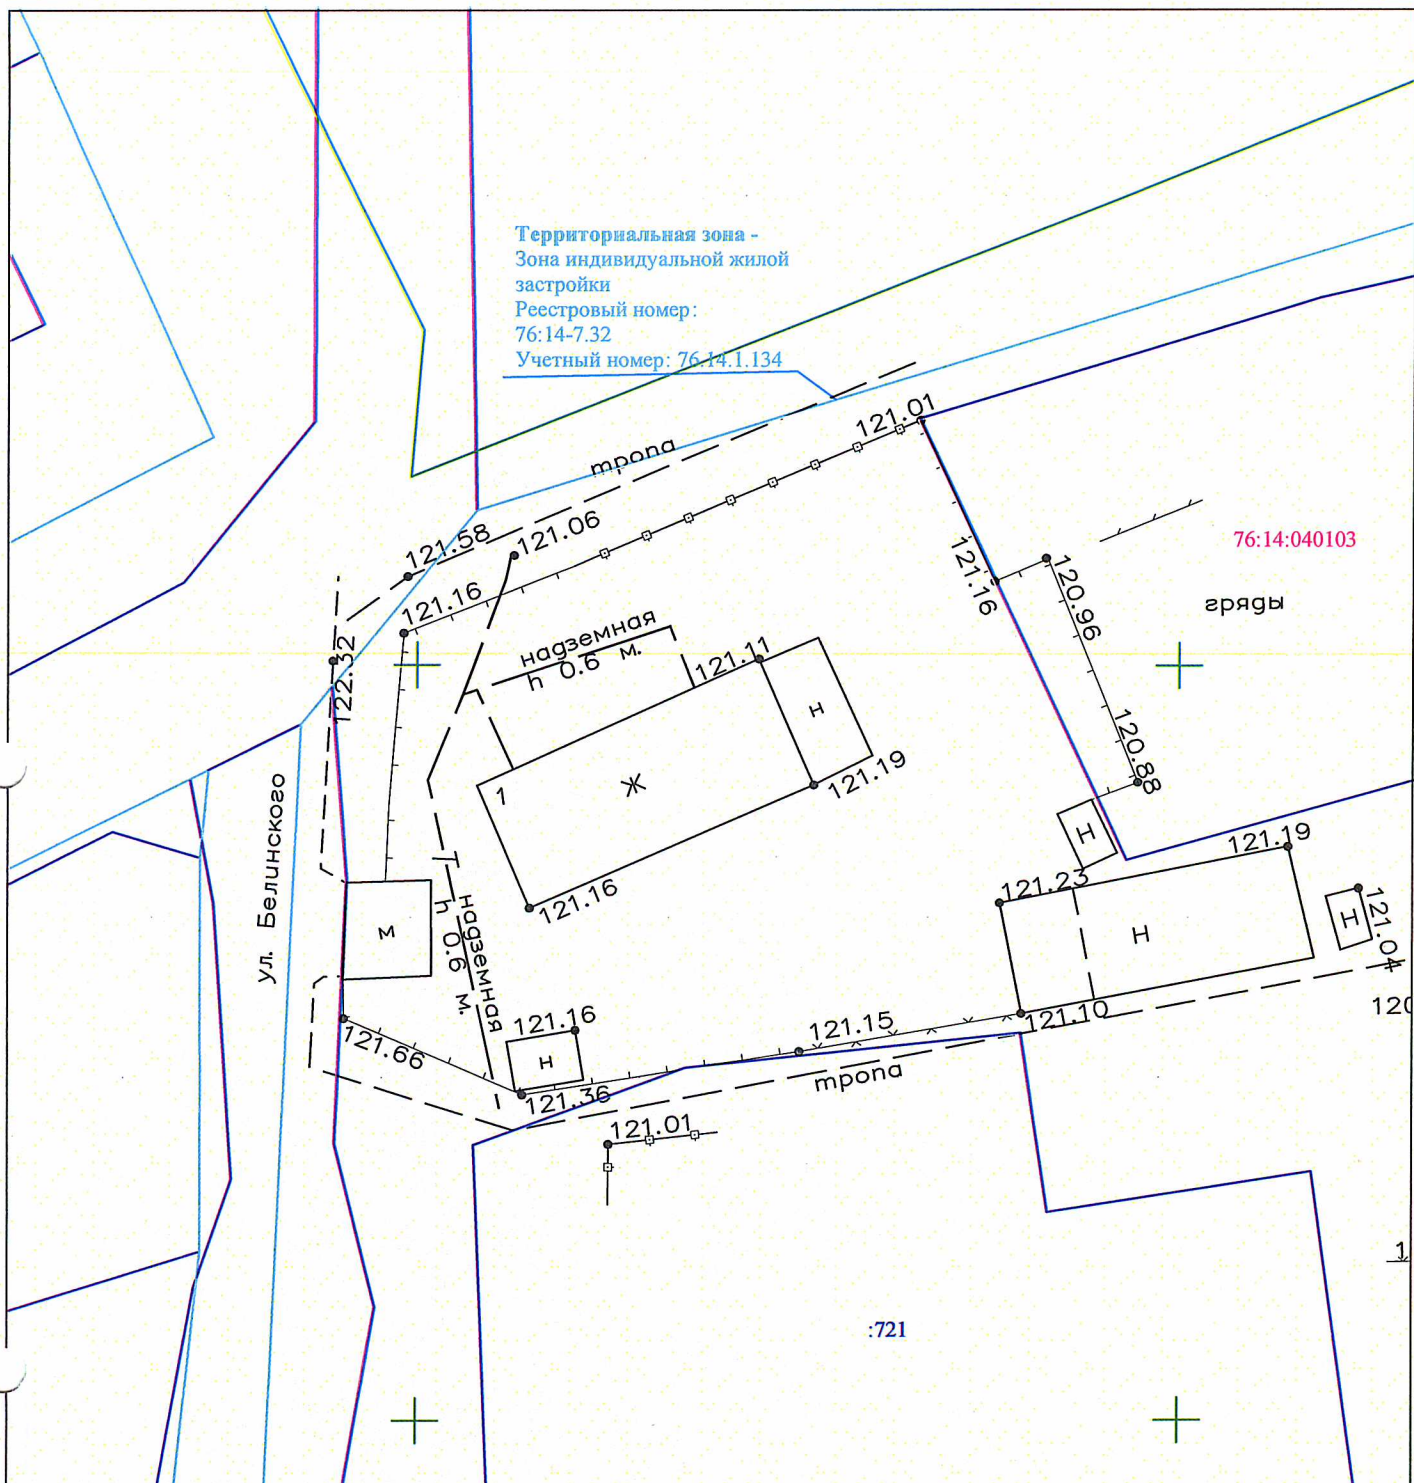 Территориальная зона -
Зона индивидуальной жилой
застройки
Реестровый номер:
76:14-7.32
Учетный номер: 76.14.1.134
121.01
тропа
121.58
121.06
76:14:040103
121.16
121.16
120.96
гряды
надземная
h 0.6 м.
122.32
121.11
Н
120.88
121.19
Ж
1
ул. Белинского
Н
121.19
121.16
121.23
надземная
h 0.6 м.
Т
М
Н
Н
121.04
120
121.16
121.15
121.10
121.66
Н
тропа
121.36
121.01
1
:721